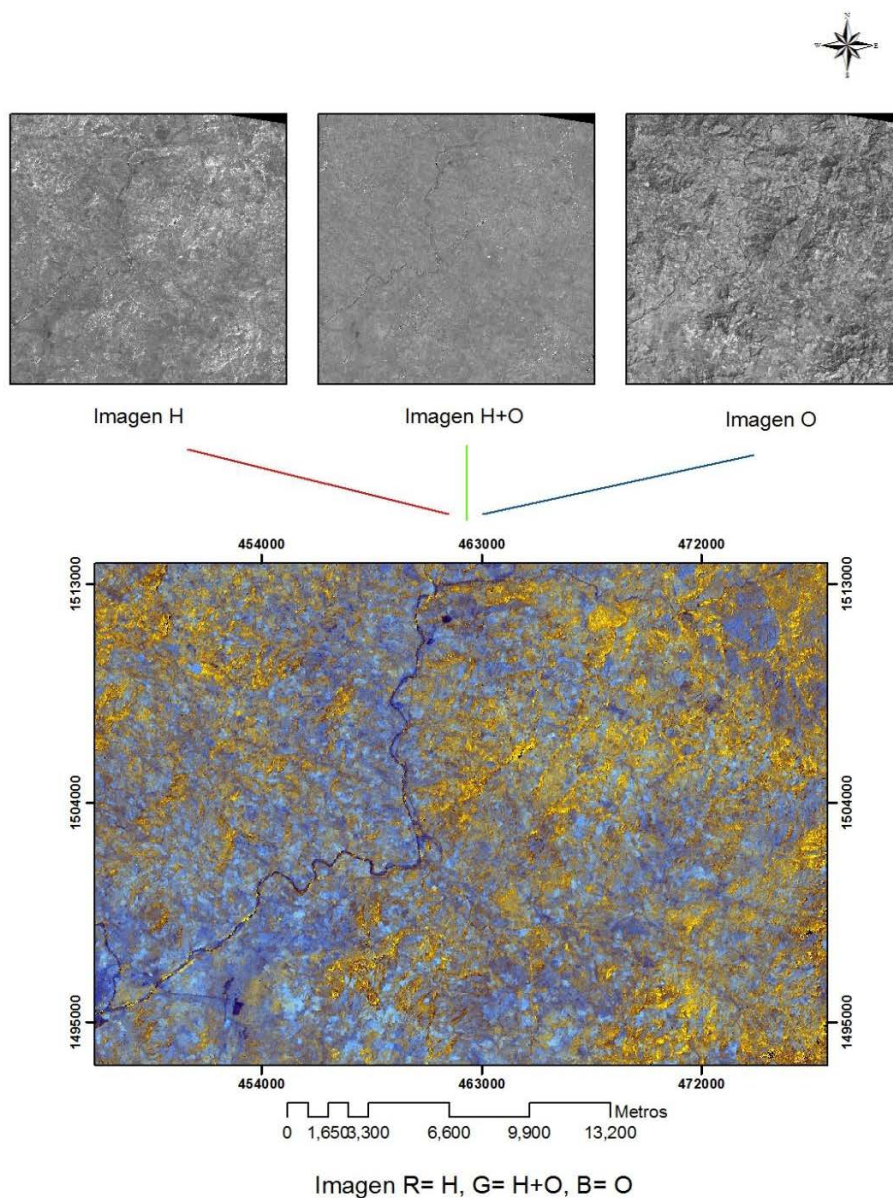 N
W E
S
Imagen H
Imagen H+O
Imagen O
454000 463000 472000
1513000 1513000
1504000 1504000
1495000 1495000
454000 463000 472000
Metros
0 1,650 3,300 6,600 9,900 13,200
Imagen R= H, G= H+O, B= O